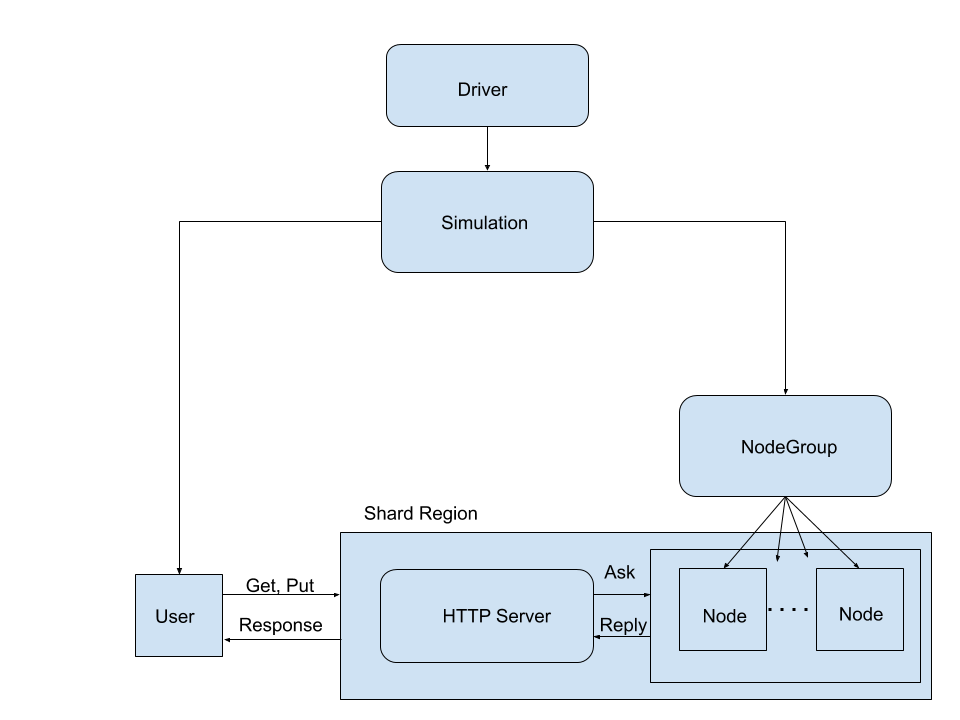 Driver
Simulation
NodeGroup
Shard Region
Get, Put
Ask
User
HTTP Server
Node
. . . .
Node
Response
Reply